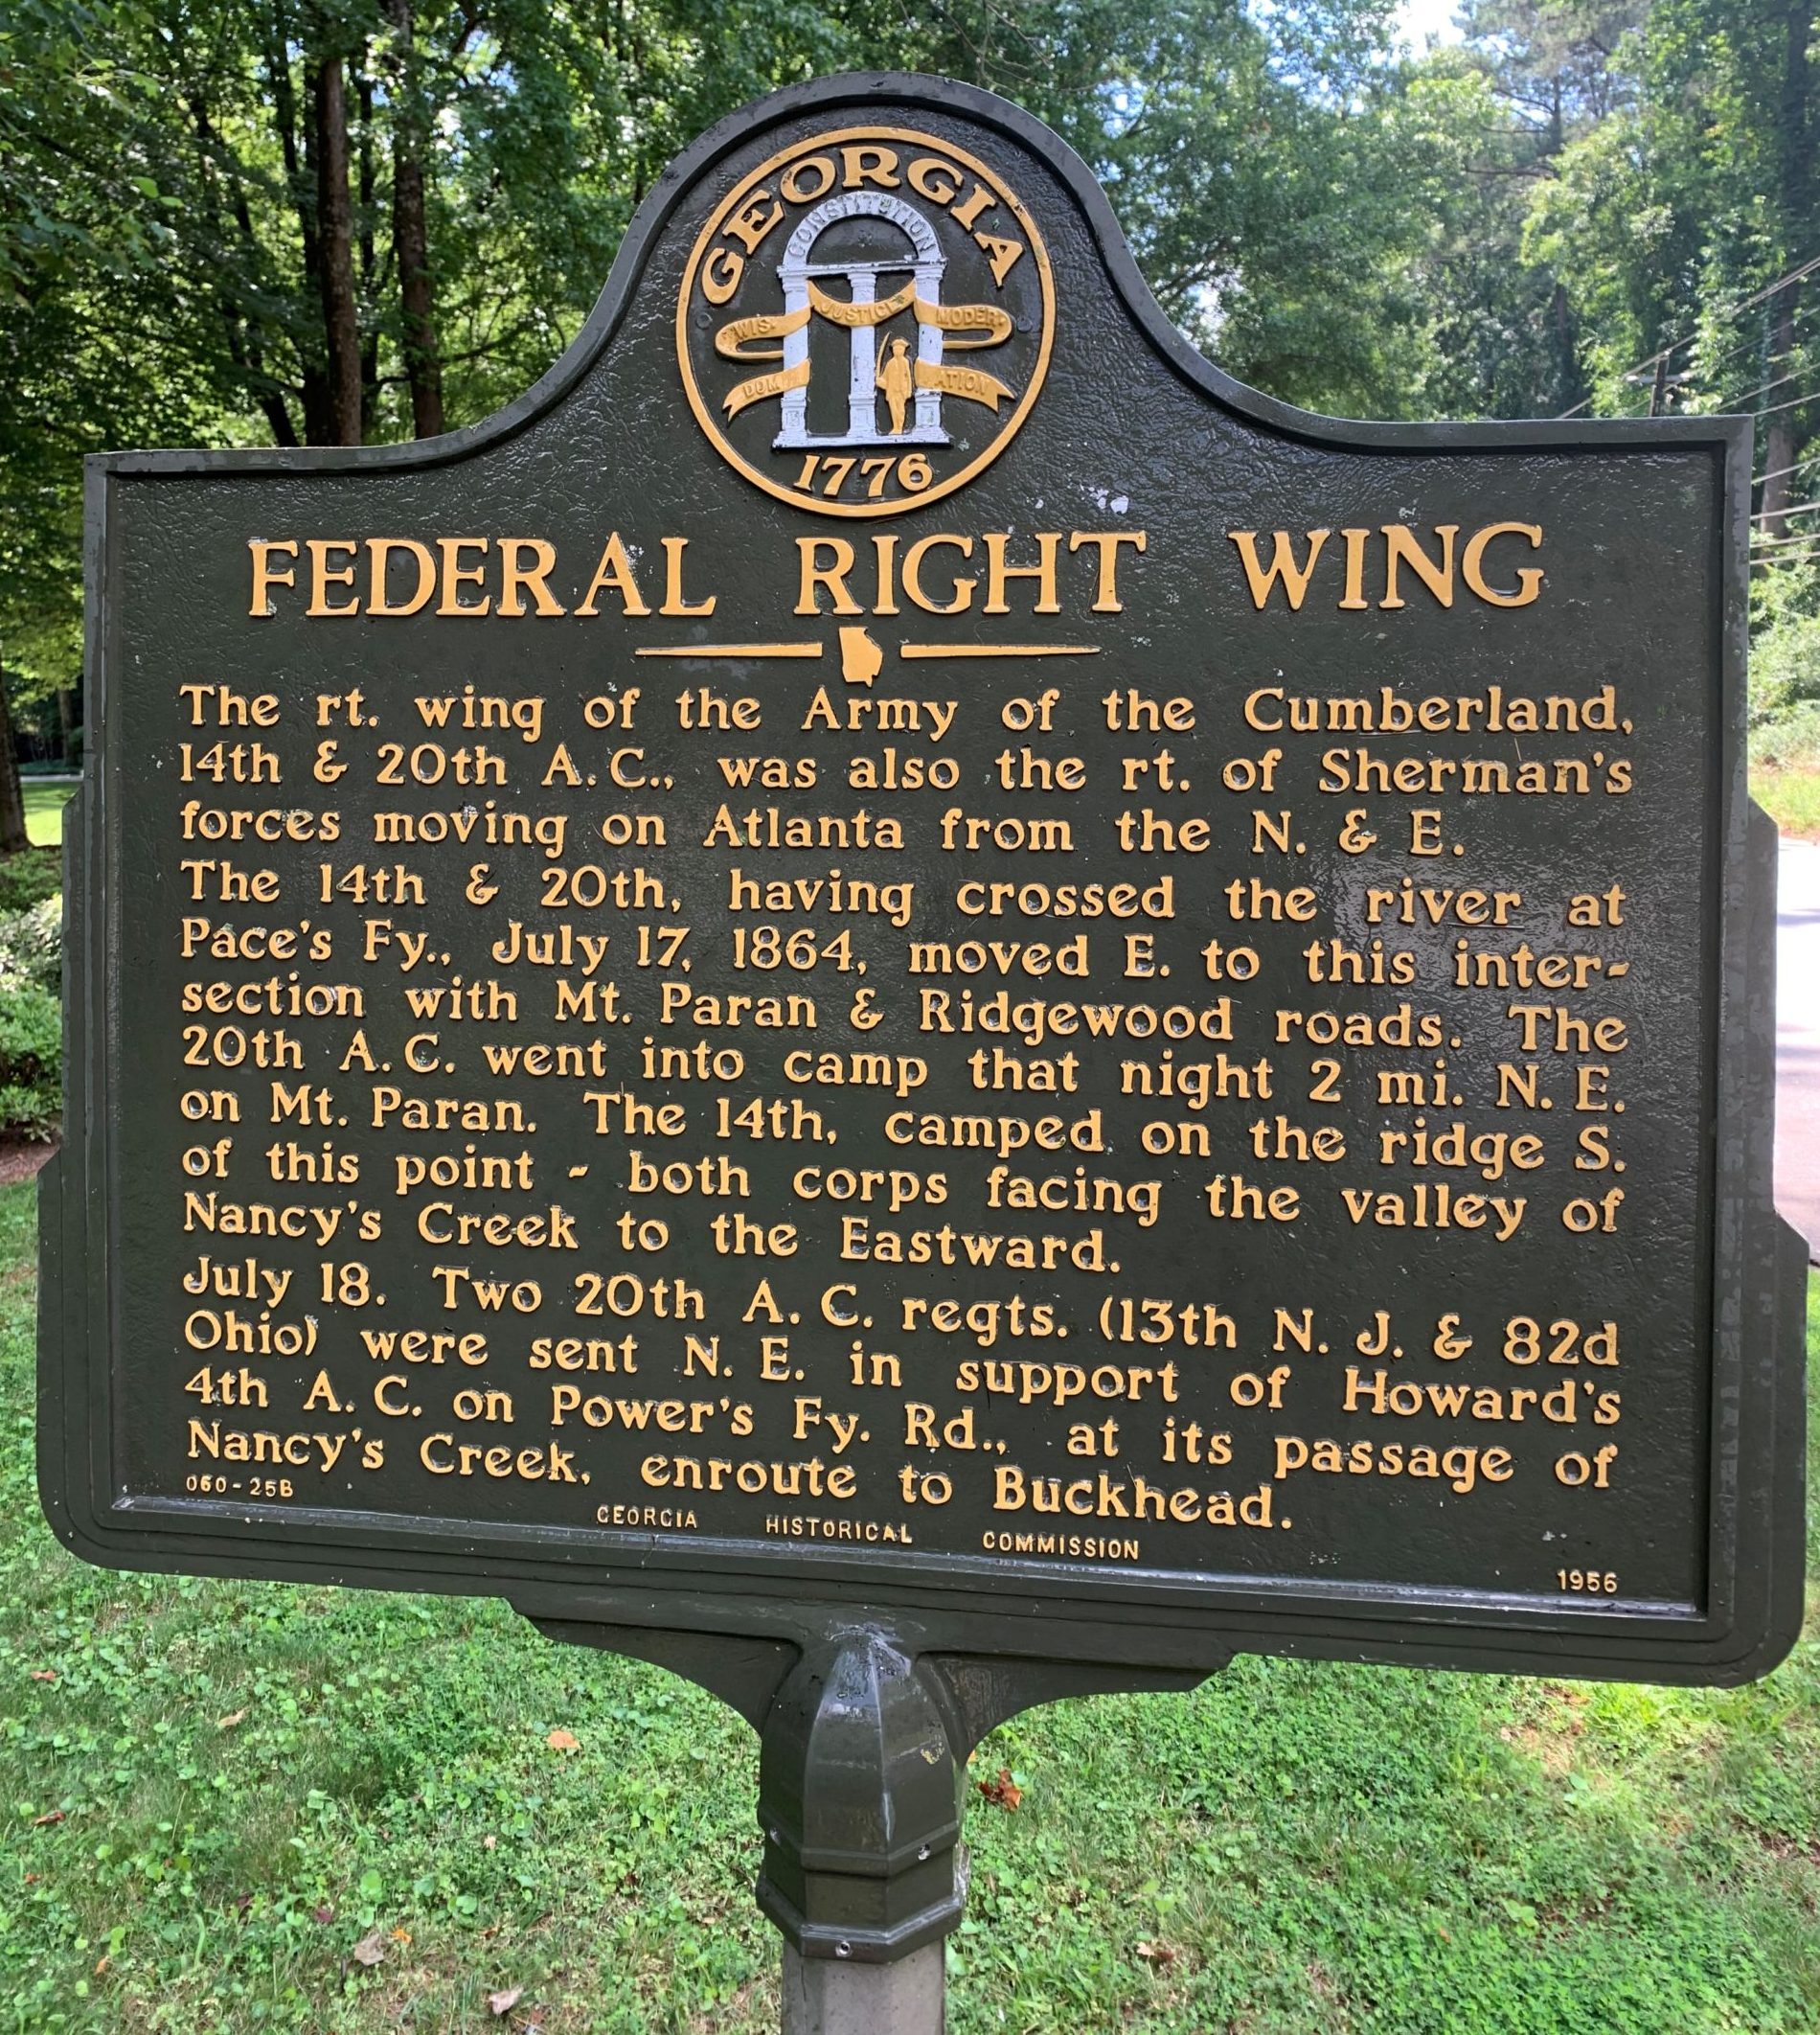 GEORGIA
CONSTITUTION
WIS- JUSTICE MODER-
DOM ATION
1776
FEDERAL RIGHT WING
The rt. wing of the Army of the Cumberland,
14th & 20th A. C., was also the rt. of Sherman's
forces moving on Atlanta from the N. & E.
The 14th & 20th, having crossed the river at
Pace's Fy., July 17, 1864, moved E. to this inter-
section with Mt. Paran & Ridgewood roads. The
20th A. C. went into camp that night 2 mi. N. E.
on Mt. Paran. The 14th, camped on the ridge S.
of this point - both corps facing the valley of
Nancy's Creek to the Eastward.
July 18. Two 20th A. C. regts. (13th N. J. & 82d
Ohio) were sent N. E. in support of Howard's
4th A. C. on Power's Fy. Rd., at its passage of
Nancy's Creek, enroute to Buckhead.
060-25B GEORGIA HISTORICAL COMMISSION 1956